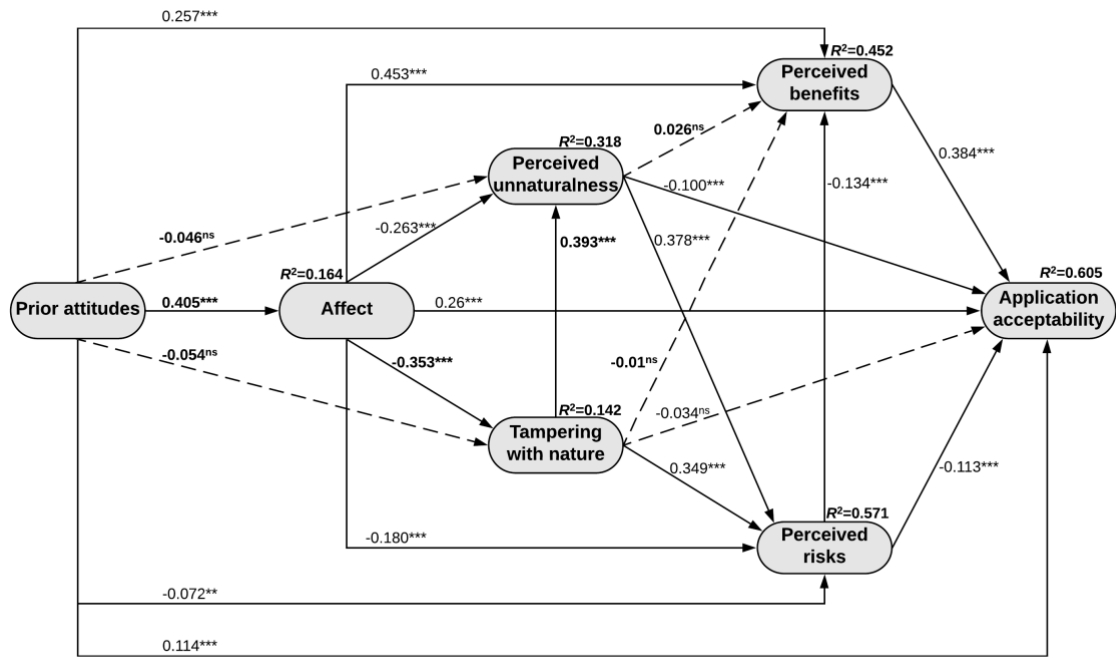 0.257***
R²=0.452
Perceived
benefits
0.453***
0.026ns
R²=0.318
Perceived
unnaturalness
0.384***
-0.100***
-0.134***
-0.263***
-0.046ns
0.393***
0.378***
R²=0.164
R²=0.605
Prior attitudes
0.405***
Affect
0.26***
Application
acceptability
-0.054ns
-0.353***
-0.01ns
R²=0.142
-0.034ns
Tampering
with nature
0.349***
-0.113***
R²=0.571
Perceived
risks
-0.180***
-0.072**
0.114***